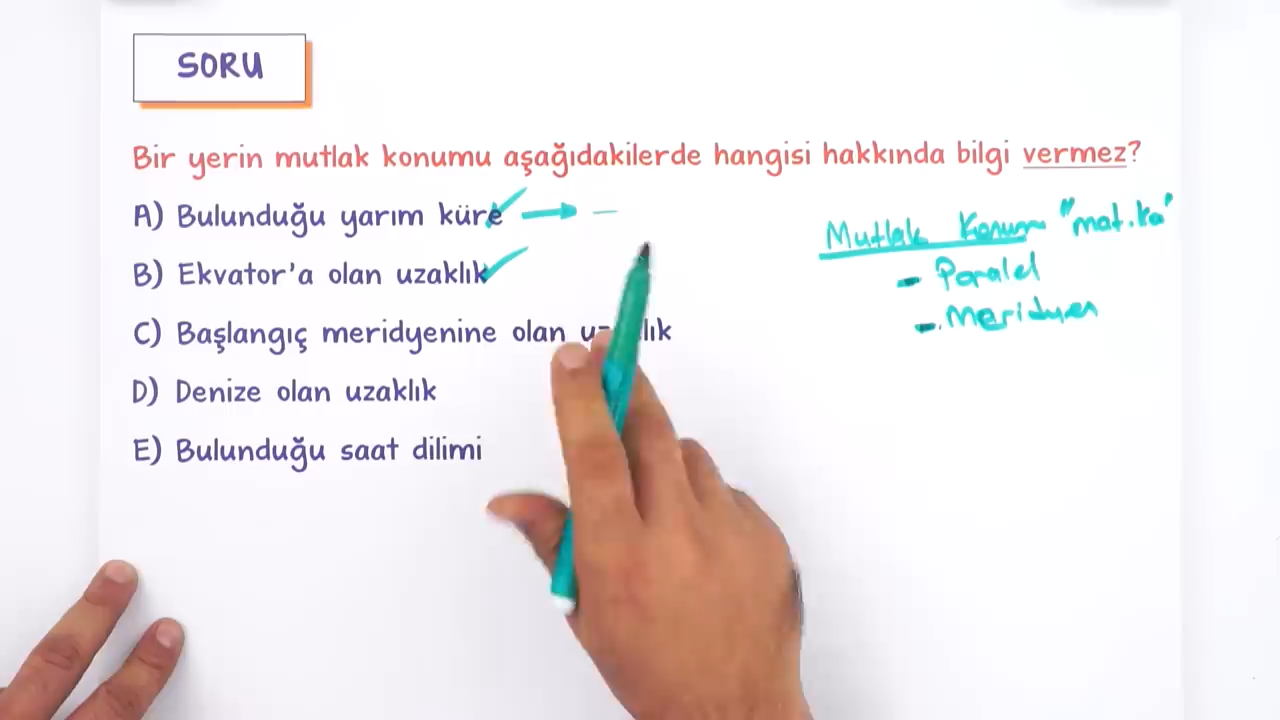 SORU
Bir yerin mutlak konumu aşağıdakilerde hangisi hakkında bilgi vermez?
A) Bulunduğu yarım küre
B) Ekvator'a olan uzaklık
C) Başlangıç meridyenine olan
D) Denize olan uzaklık
E) Bulunduğu saat dilimi
Mutlak Konum "mat.ko"
- Paralel
- Meridyen